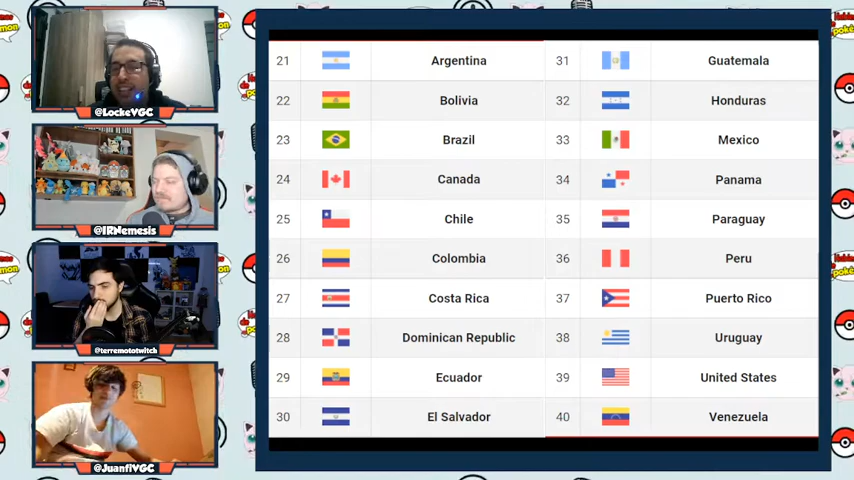 @LockeVGC
@IRNemesis
@terremototwitch
@JuanfiVGC
21 Argentina
22 Bolivia
23 Brazil
24 Canada
25 Chile
26 Colombia
27 Costa Rica
28 Dominican Republic
29 Ecuador
30 El Salvador
31 Guatemala
32 Honduras
33 Mexico
34 Panama
35 Paraguay
36 Peru
37 Puerto Rico
38 Uruguay
39 United States
40 Venezuela